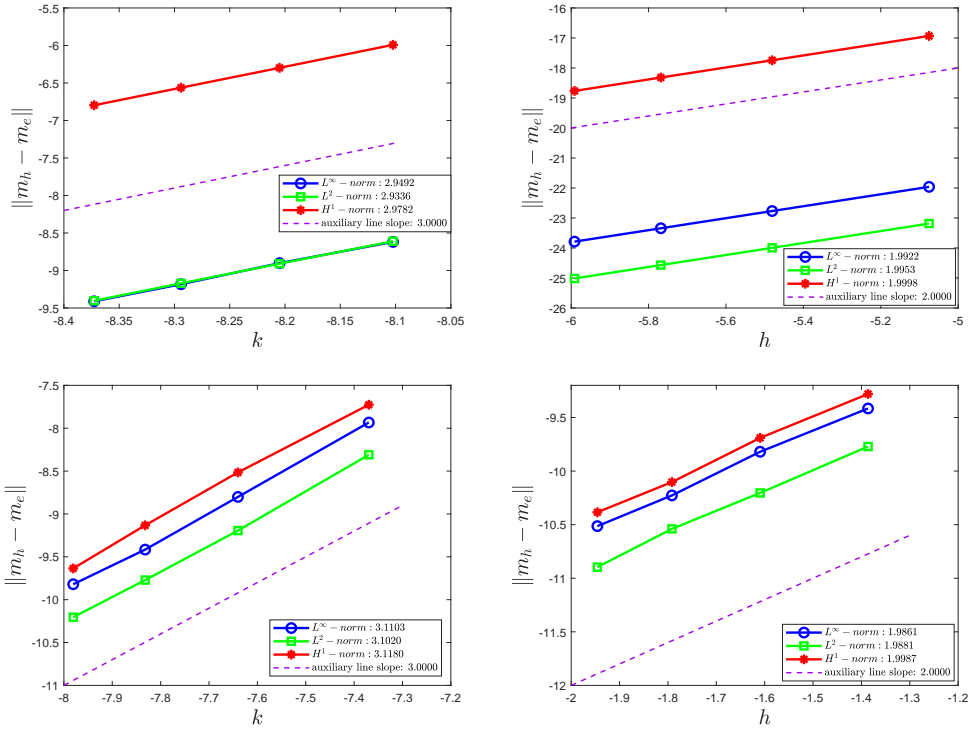 -5.5
-6
-6.5
-7
-7.5
-8
-8.5
-9
-9.5
||m_h − m_e||
L^∞ − norm : 2.9492
L^2 − norm : 2.9336
H^1 − norm : 2.9782
auxiliary line slope: 3.0000
-8.4 -8.35 -8.3 -8.25 -8.2 -8.15 -8.1 -8.05
k
-16
-17
-18
-19
-20
-21
-22
-23
-24
-25
-26
||m_h − m_e||
L^∞ − norm : 1.9922
L^2 − norm : 1.9953
H^1 − norm : 1.9998
auxiliary line slope: 2.0000
-6 -5.8 -5.6 -5.4 -5.2 -5
h
-7.5
-8
-8.5
-9
-9.5
-10
-10.5
-11
||m_h − m_e||
L^∞ − norm : 3.1103
L^2 − norm : 3.1020
H^1 − norm : 3.1180
auxiliary line slope: 3.0000
-8 -7.9 -7.8 -7.7 -7.6 -7.5 -7.4 -7.3 -7.2
k
-9.5
-10
-10.5
-11
-11.5
-12
||m_h − m_e||
L^∞ − norm : 1.9861
L^2 − norm : 1.9881
H^1 − norm : 1.9987
auxiliary line slope: 2.0000
-2 -1.9 -1.8 -1.7 -1.6 -1.5 -1.4 -1.3 -1.2
h